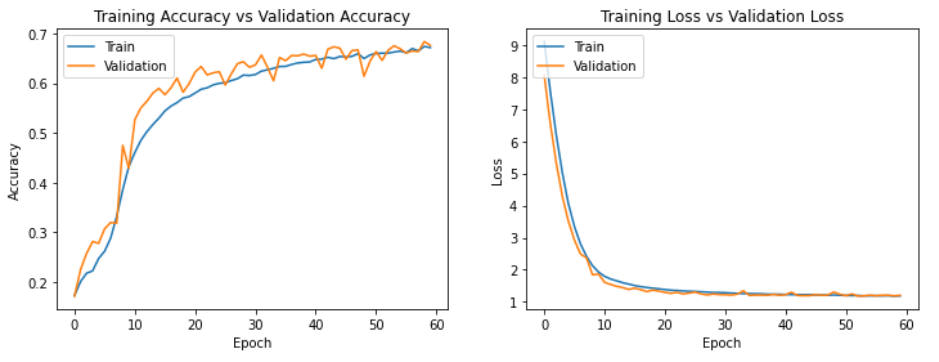 Training Accuracy vs Validation Accuracy
Train
Validation
0.7
0.6
0.5
0.4
0.3
0.2
Accuracy
0 10 20 30 40 50 60
Epoch
Training Loss vs Validation Loss
Train
Validation
9
8
7
6
5
4
3
2
1
Loss
0 10 20 30 40 50 60
Epoch